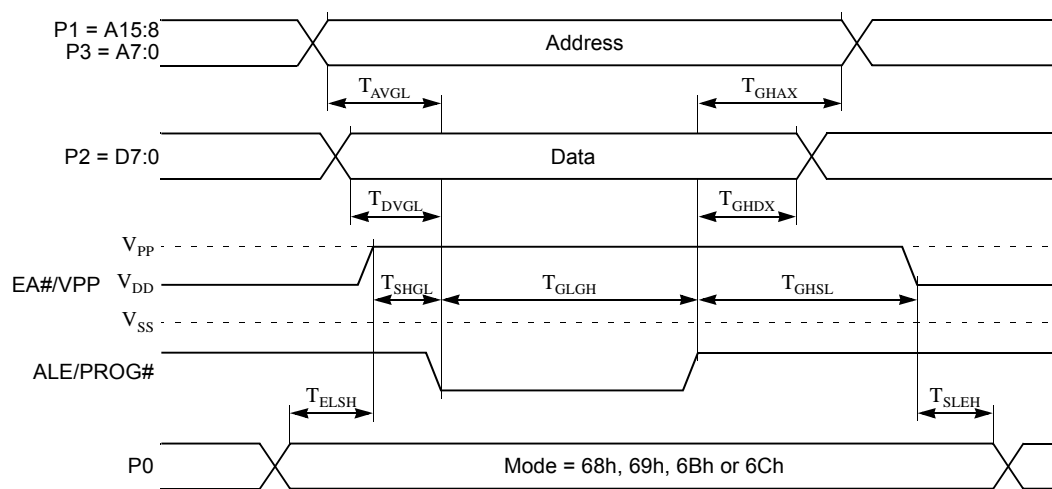 P1 = A15:8
P3 = A7:0
Address
TAVGL
TGHAX
P2 = D7:0
Data
TDVGL
TGHDX
VPP
EA#/VPP
VDD
TSHGL
TGLGH
TGHSL
VSS
ALE/PROG#
TELSH
TSLEH
P0
Mode = 68h, 69h, 6Bh or 6Ch